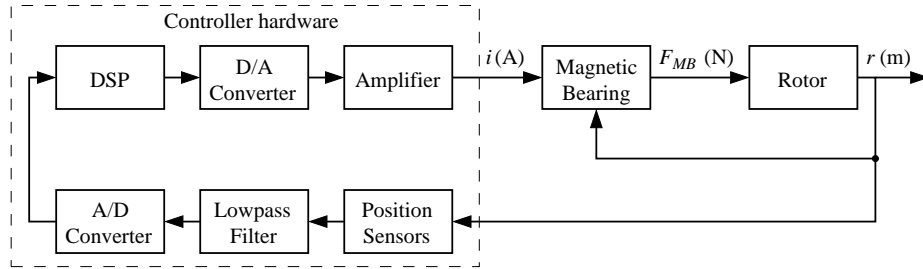 Controller hardware
DSP
D/A
Converter
Amplifier
i (A)
Magnetic
Bearing
F_MB (N)
Rotor
r (m)
A/D
Converter
Lowpass
Filter
Position
Sensors